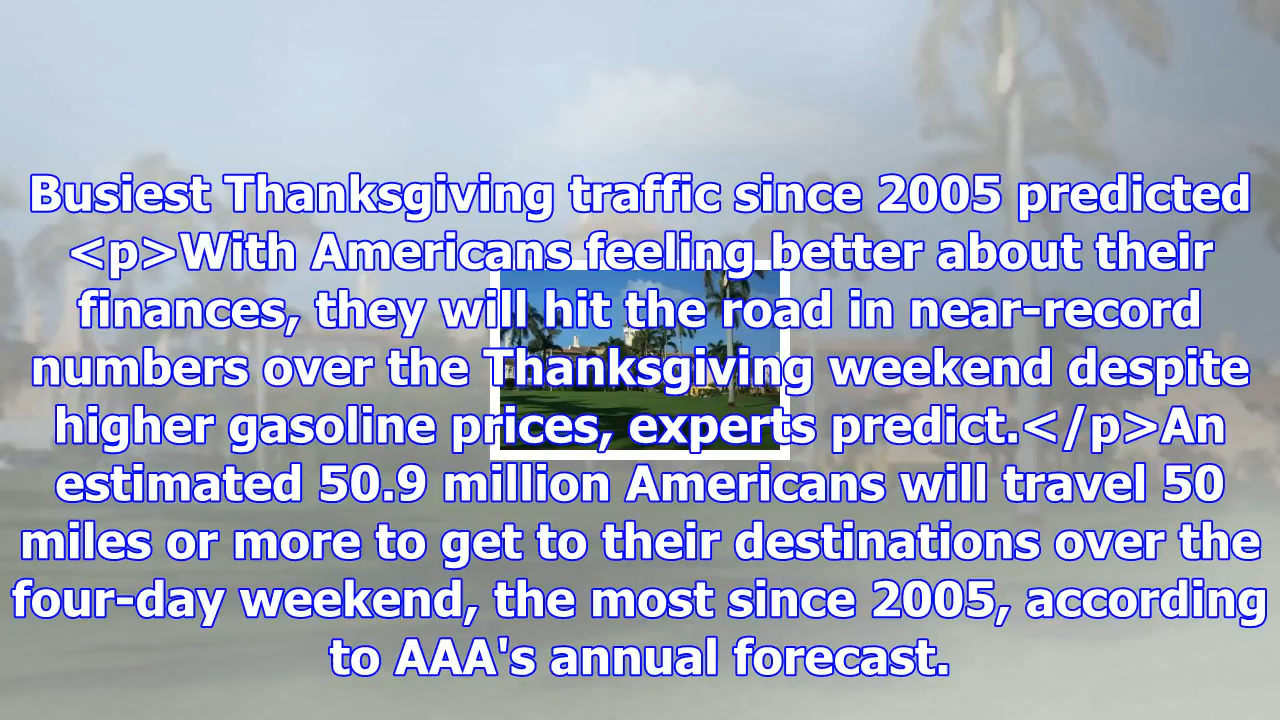 Busiest Thanksgiving traffic since 2005 predicted
<p>With Americans feeling better about their
finances, they will hit the road in near-record
numbers over the Thanksgiving weekend despite
higher gasoline prices, experts predict.</p>An
estimated 50.9 million Americans will travel 50
miles or more to get to their destinations over the
four-day weekend, the most since 2005, according
to AAA's annual forecast.